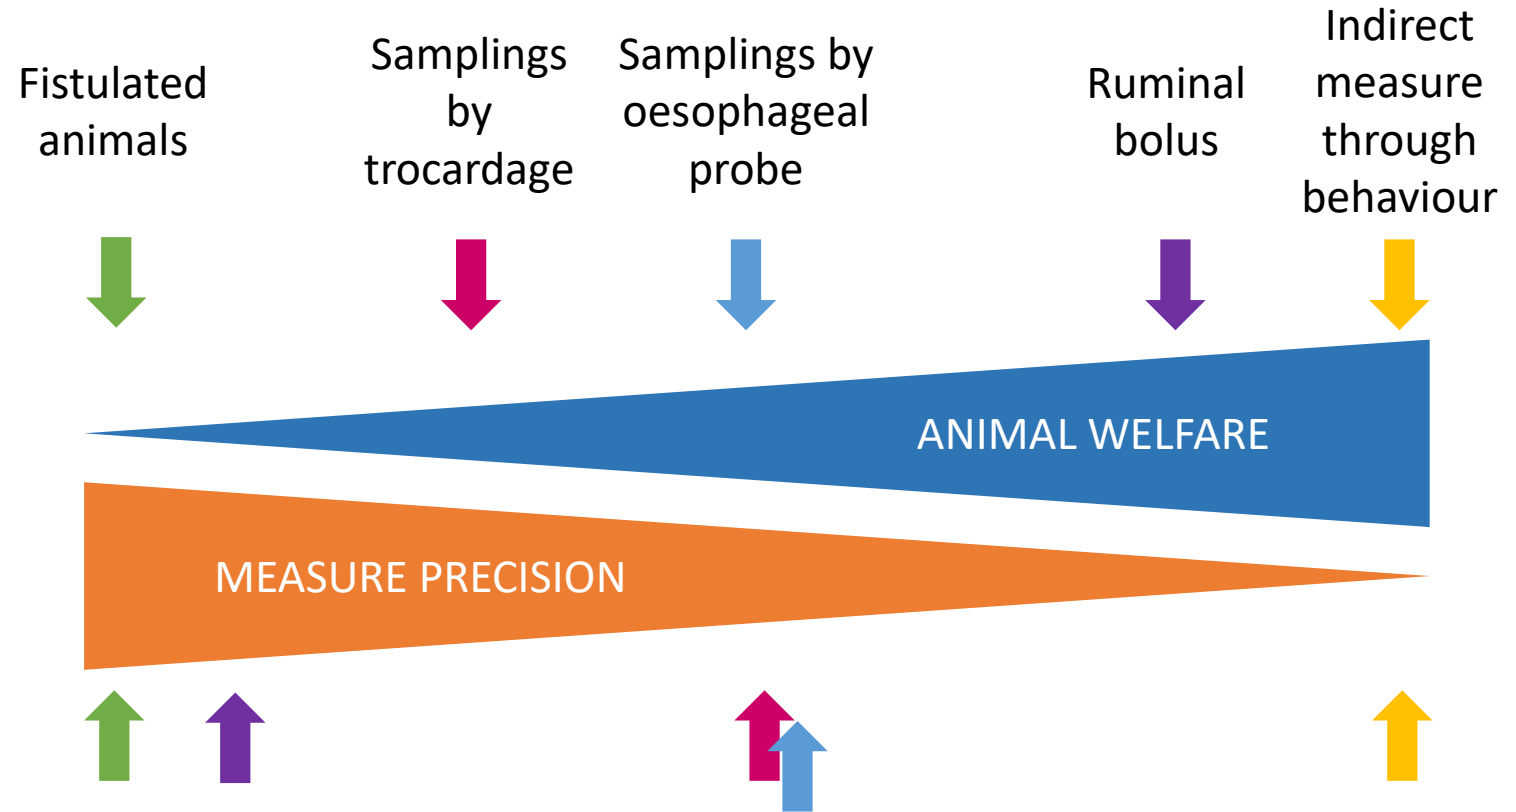 Fistulated
animals
Samplings
by
trocardage
Samplings by
oesophageal
probe
Ruminal
bolus
Indirect
measure
through
behaviour
ANIMAL WELFARE
MEASURE PRECISION